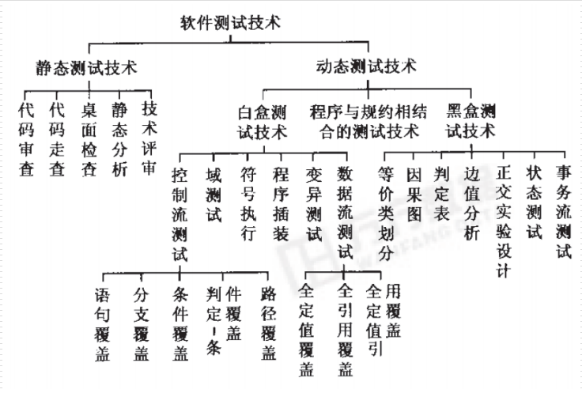 软件测试技术
静态测试技术
动态测试技术
代码审查
代码走查
桌面检查
静态分析
技术评审
白盒测
试技术
程序与规约相结
合的测试技术
黑盒测
试技术
控制流测试
域测试
符号执行
程序插装
变异测试
数据流测试
等价类划分
因果图
判定表
边值分析
正交实验设计
状态测试
事务流测试
语句覆盖
分支覆盖
条件覆盖
判定-条
件覆盖
路径覆盖
全定值覆盖
全引用覆盖
全定值引
用覆盖